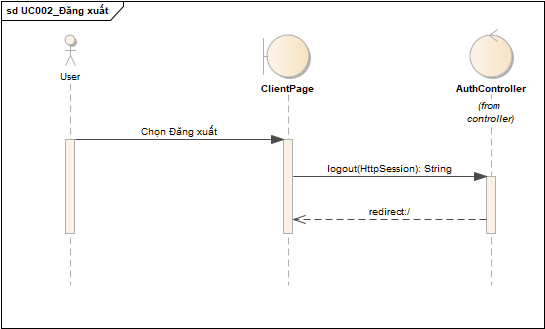 sd UC002_Đăng xuất
User
ClientPage
AuthController
(from
controller)
Chọn Đăng xuất
logout(HttpSession): String
redirect:/